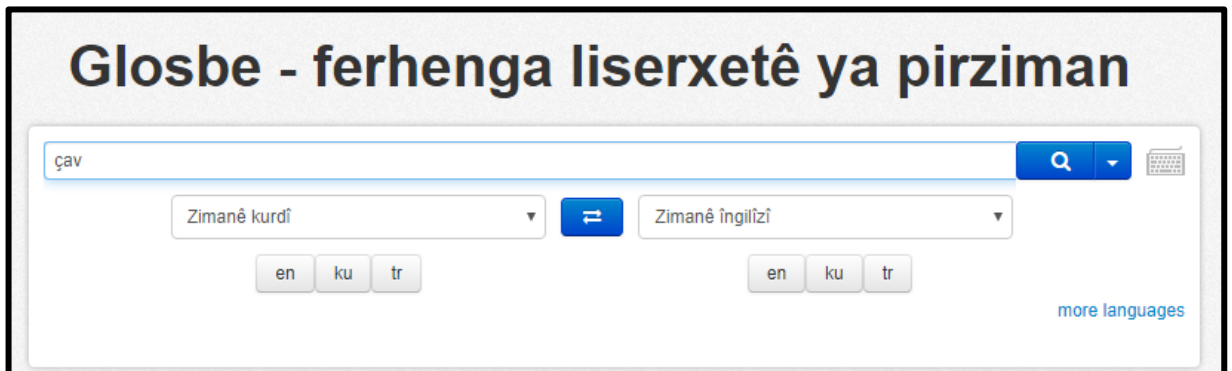 Glosbe - ferhenga liserxetê ya pirziman
çav
Zimanê kurdî Zimanê îngilîzî
en ku tr en ku tr
more languages